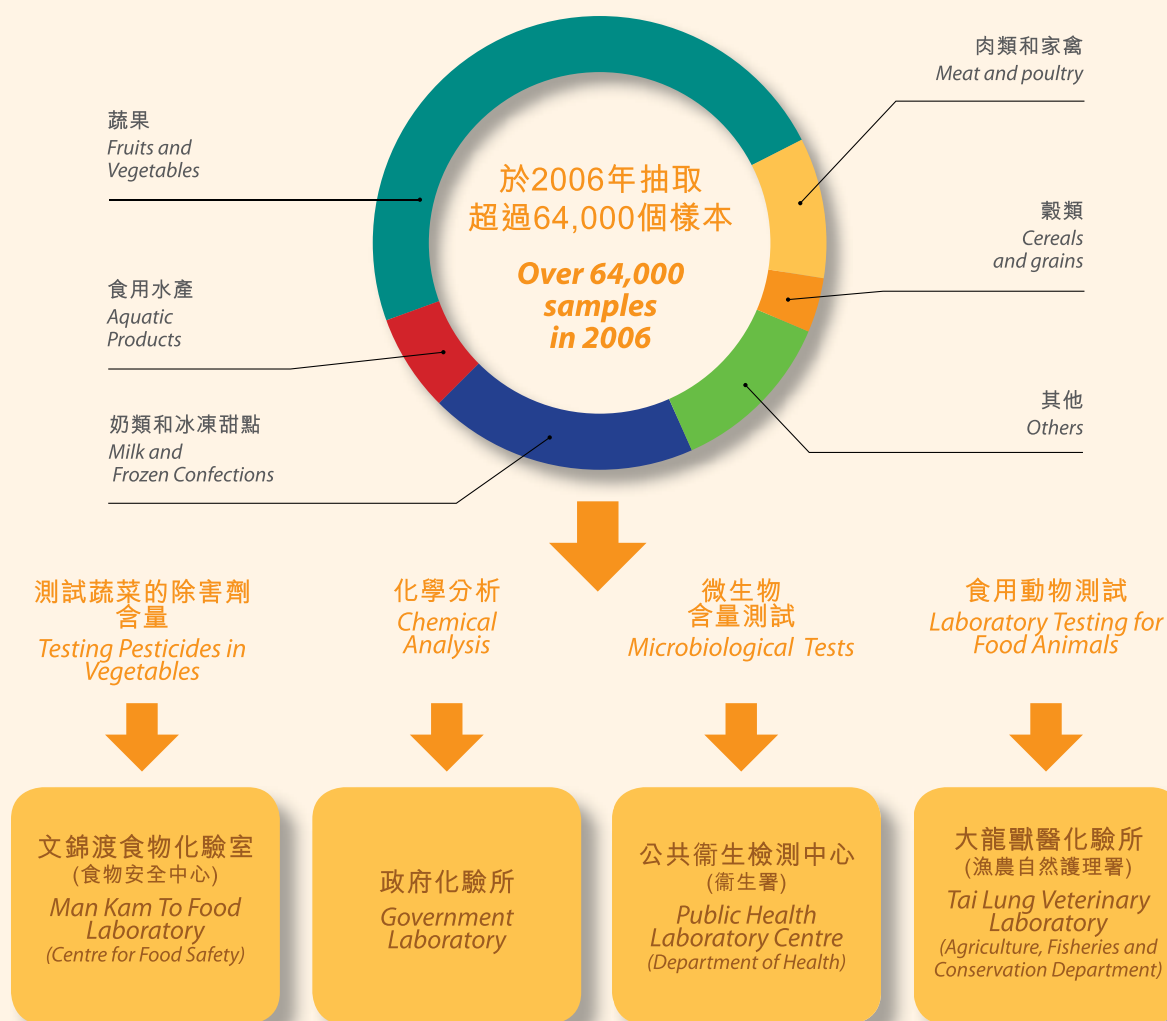 肉類和家禽
Meat and poultry
蔬果
Fruits and
Vegetables
於2006年抽取
超過64,000個樣本
Over 64,000
samples
in 2006
穀類
Cereals
and grains
食用水產
Aquatic
Products
其他
Others
奶類和冰凍甜點
Milk and
Frozen Confections
測試蔬菜的除害劑
含量
Testing Pesticides in
Vegetables
化學分析
Chemical
Analysis
微生物
含量測試
Microbiological Tests
食用動物測試
Laboratory Testing for
Food Animals
文錦渡食物化驗室
(食物安全中心)
Man Kam To Food
Laboratory
(Centre for Food Safety)
政府化驗所
Government
Laboratory
公共衞生檢測中心
(衞生署)
Public Health
Laboratory Centre
(Department of Health)
大龍獸醫化驗所
(漁農自然護理署)
Tai Lung Veterinary
Laboratory
(Agriculture, Fisheries and
Conservation Department)